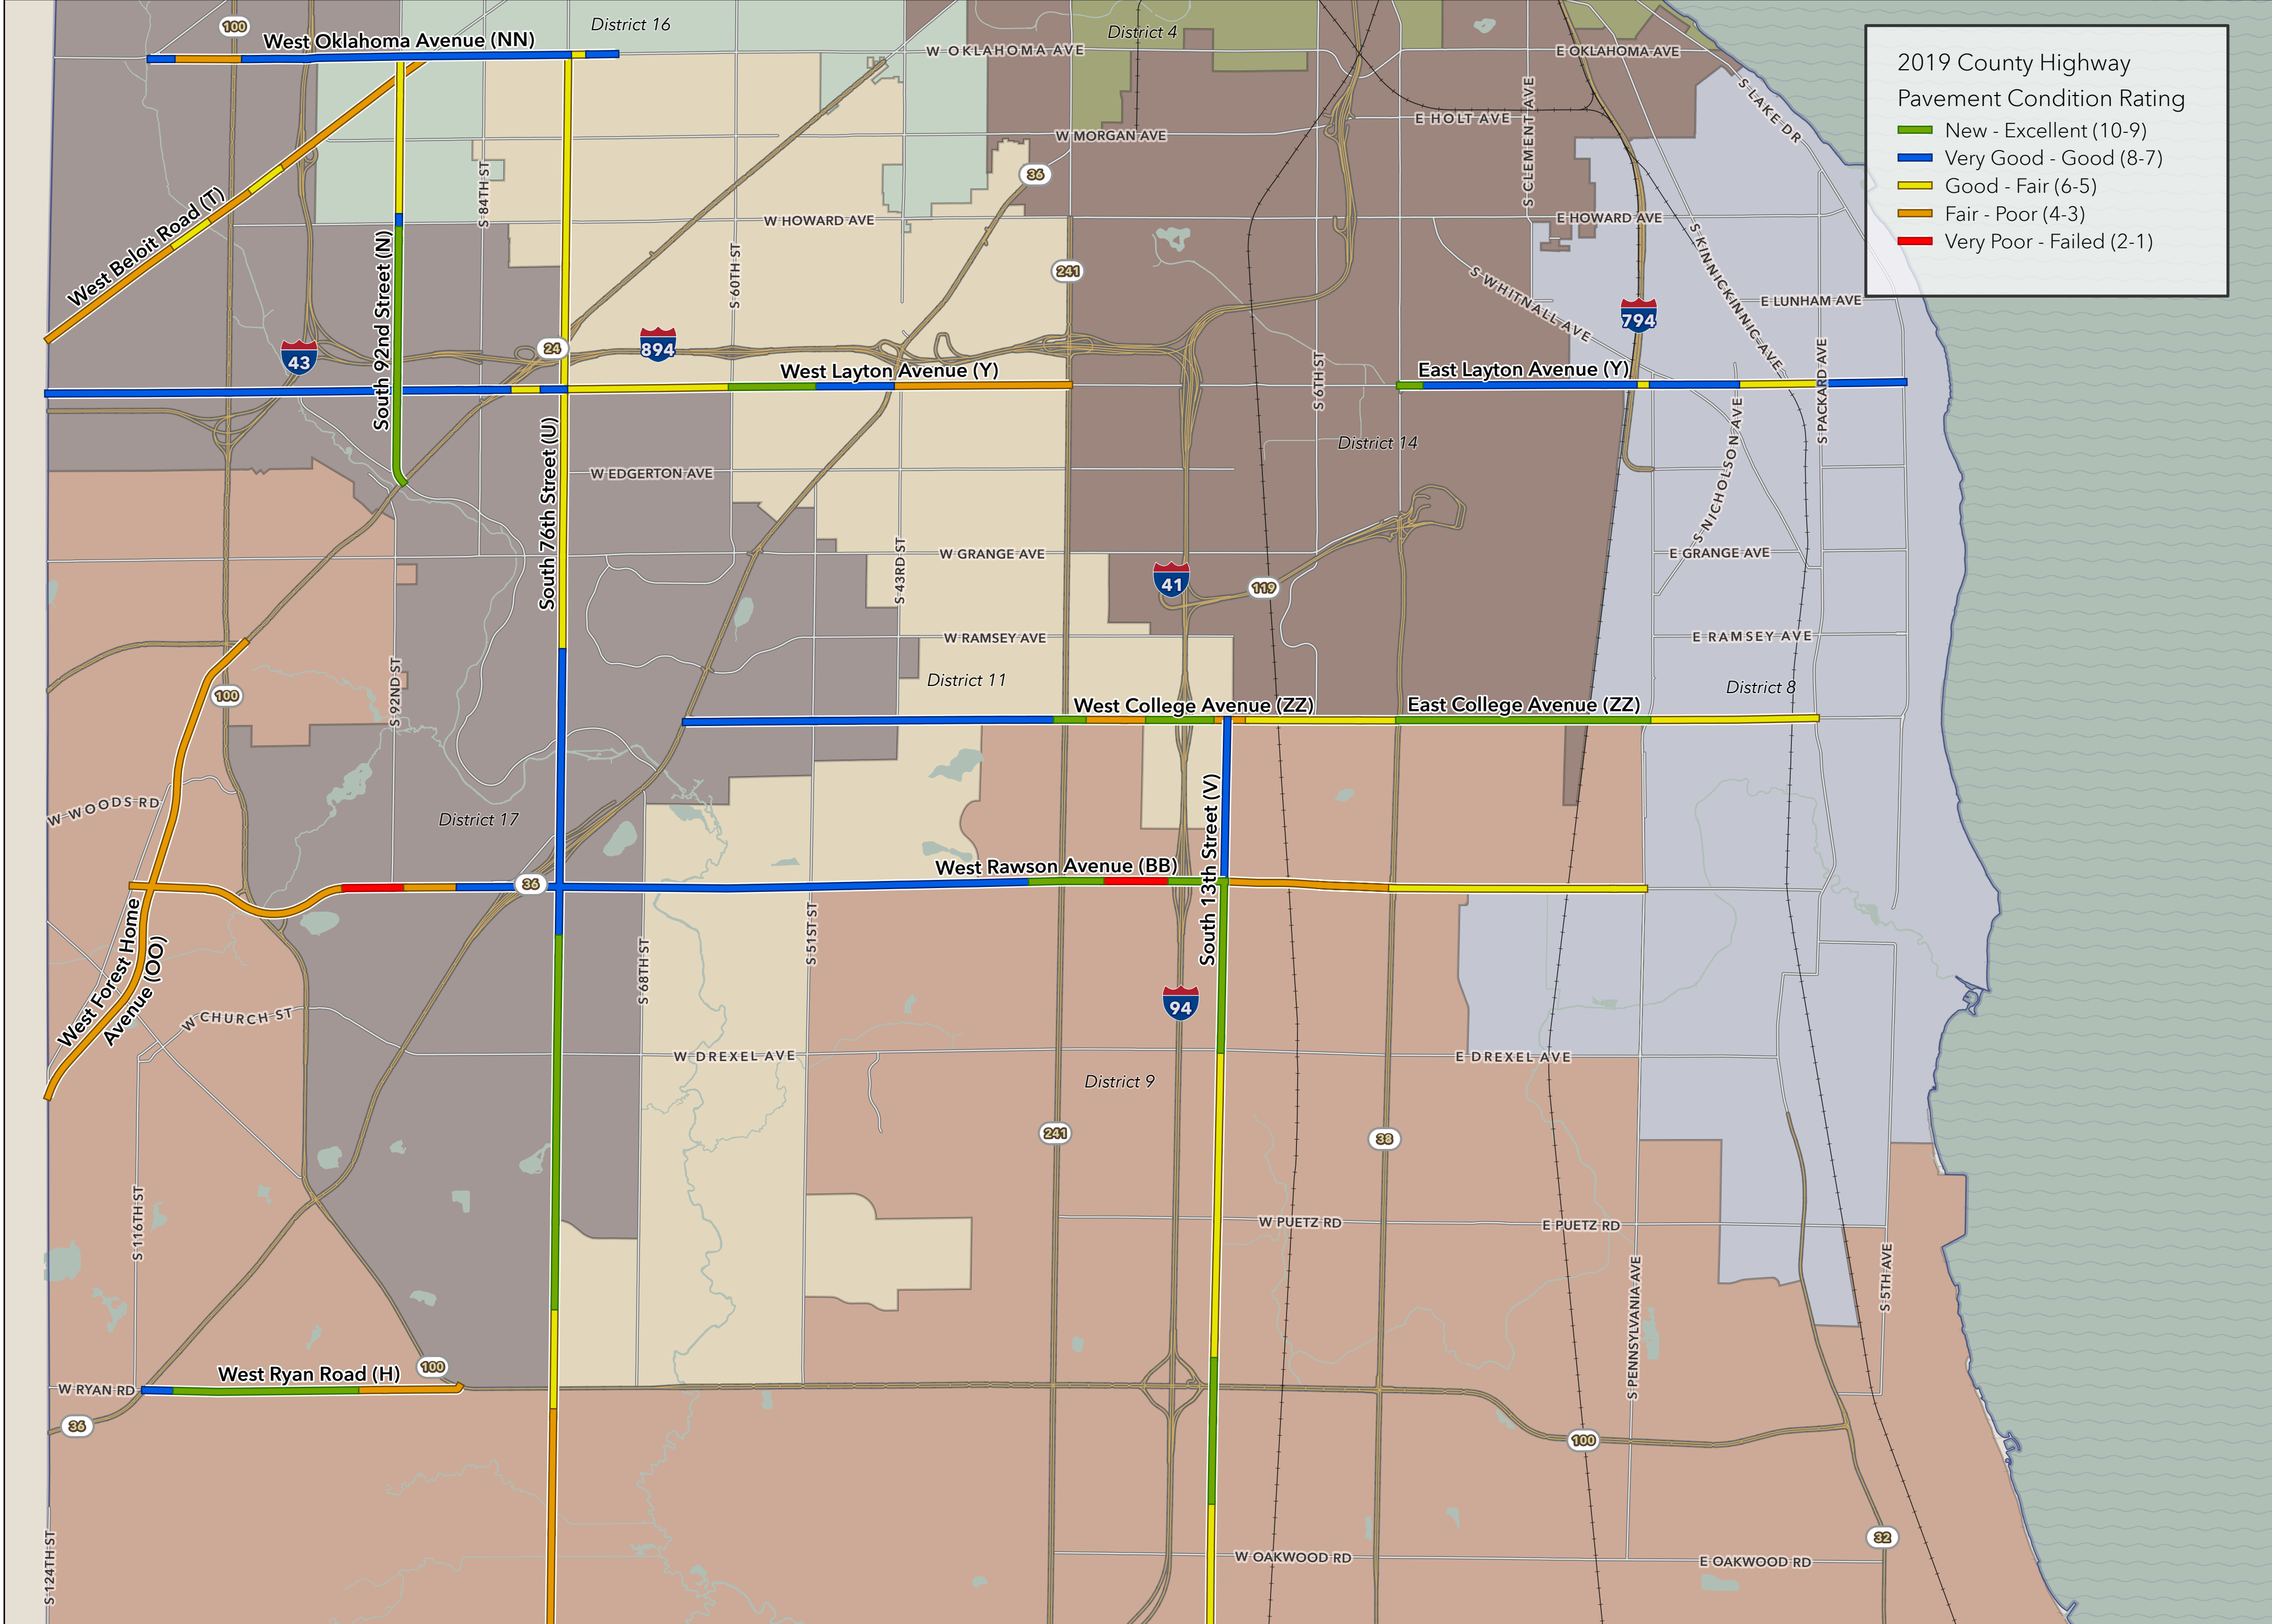 100
West Oklahoma Avenue (NN)
District 16
District 4
W OKLAHOMA AVE
E OKLAHOMA AVE
2019 County Highway
Pavement Condition Rating
New - Excellent (10-9)
Very Good - Good (8-7)
Good - Fair (6-5)
Fair - Poor (4-3)
Very Poor - Failed (2-1)
S LAKE DR
S CLEMENT AVE
E HOLT AVE
W MORGAN AVE
36
S 84TH ST
W HOWARD AVE
E HOWARD AVE
West Beloit Road (T)
South 92nd Street (N)
S 60TH ST
241
S KINNICKINNIC AVE
S WHITNALL AVE
E LUNHAM AVE
794
43
24
894
West Layton Avenue (Y)
S 6TH ST
East Layton Avenue (Y)
S PACKARD AVE
South 76th Street (U)
District 14
S NICHOLSON AVE
W EDGERTON AVE
S 43RD ST
W GRANGE AVE
E GRANGE AVE
41
119
W RAMSEY AVE
E RAMSEY AVE
S 92ND ST
100
District 11
District 8
West College Avenue (ZZ)
East College Avenue (ZZ)
W WOODS RD
District 17
South 13th Street (V)
West Rawson Avenue (BB)
36
S 51ST ST
S 68TH ST
West Forest Home
Avenue (OO)
94
W CHURCH ST
W DREXEL AVE
E DREXEL AVE
District 9
241
38
S 116TH ST
W PUETZ RD
E PUETZ RD
S PENNSYLVANIA AVE
S 5TH AVE
West Ryan Road (H)
100
W RYAN RD
36
100
S 124TH ST
32
W OAKWOOD RD
E OAKWOOD RD